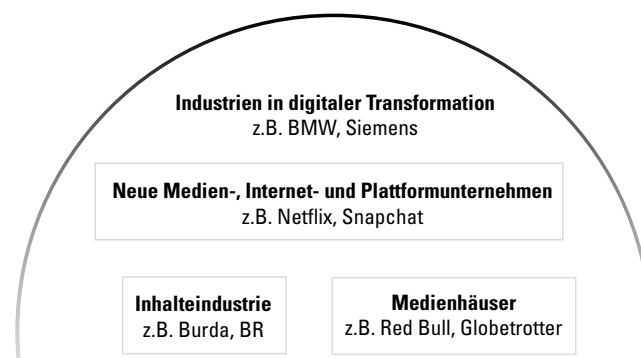 Industrien in digitaler Transformation
z.B. BMW, Siemens
Neue Medien-, Internet- und Plattformunternehmen
z.B. Netflix, Snapchat
Inhalteindustrie
z.B. Burda, BR
Medienhäuser
z.B. Red Bull, Globetrotter